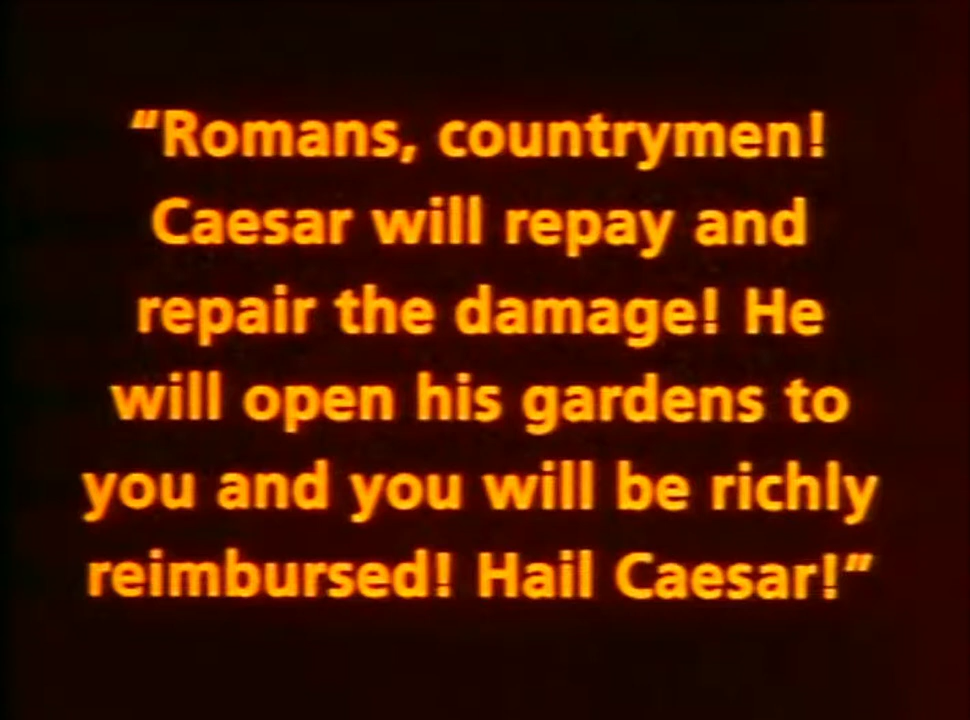 “Romans, countrymen!
Caesar will repay and
repair the damage! He
will open his gardens to
you and you will be richly
reimbursed! Hail Caesar!”